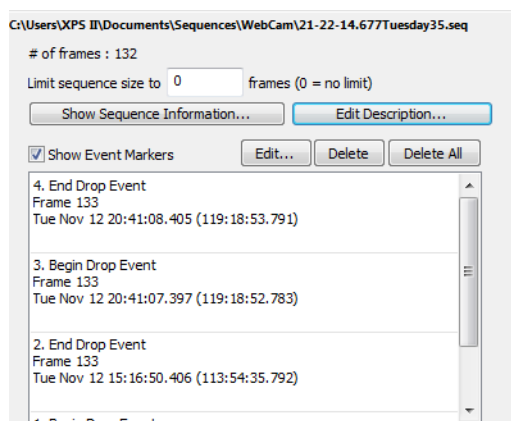 C:\Users\XPS II\Documents\Sequences\WebCam\21-22-14.677Tuesday35.seq
# of frames : 132
Limit sequence size to 0 frames (0 = no limit)
Show Sequence Information... Edit Description...
Show Event Markers Edit... Delete Delete All
4. End Drop Event
Frame 133
Tue Nov 12 20:41:08.405 (119:18:53.791)
3. Begin Drop Event
Frame 133
Tue Nov 12 20:41:07.397 (119:18:52.783)
2. End Drop Event
Frame 133
Tue Nov 12 15:16:50.406 (113:54:35.792)
1. Begin Drop Event